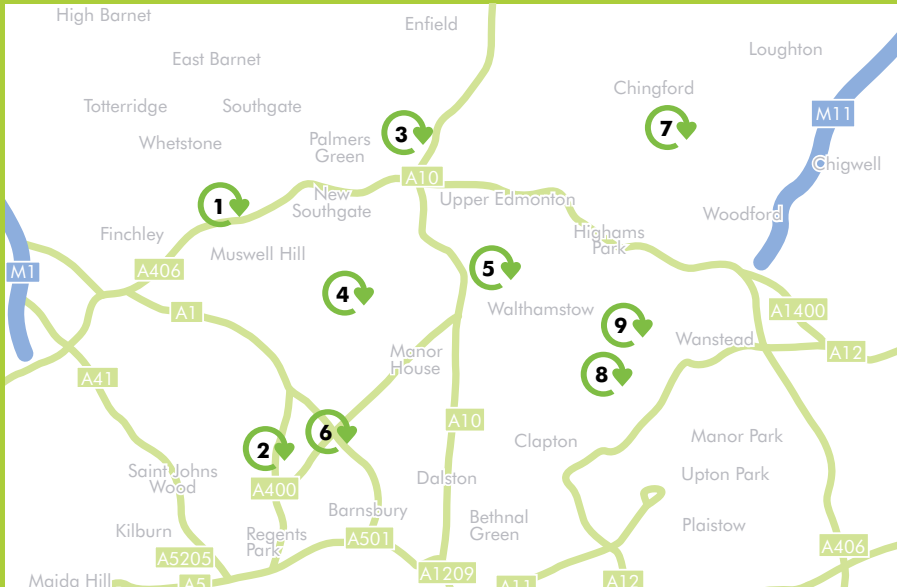 High Barnet
Enfield
East Barnet
Loughton
Chingford
Totteridge
Southgate
M11
7
3
Whetstone
Palmers
Green
Chigwell
A10
New
Southgate
Upper Edmonton
1
Woodford
Finchley
Highams
Park
Muswell Hill
M1
A406
5
4
Walthamstow
A1
A1400
9
Wanstead
A12
Manor
House
A41
8
A10
6
2
Clapton
Manor Park
Saint Johns
Wood
Dalston
Upton Park
A400
Barnsbury
Bethnal
Green
Plaistow
Kilburn
Regents
Park
A501
A406
A5205
A1209
Maida Hill
A5
A11
A12